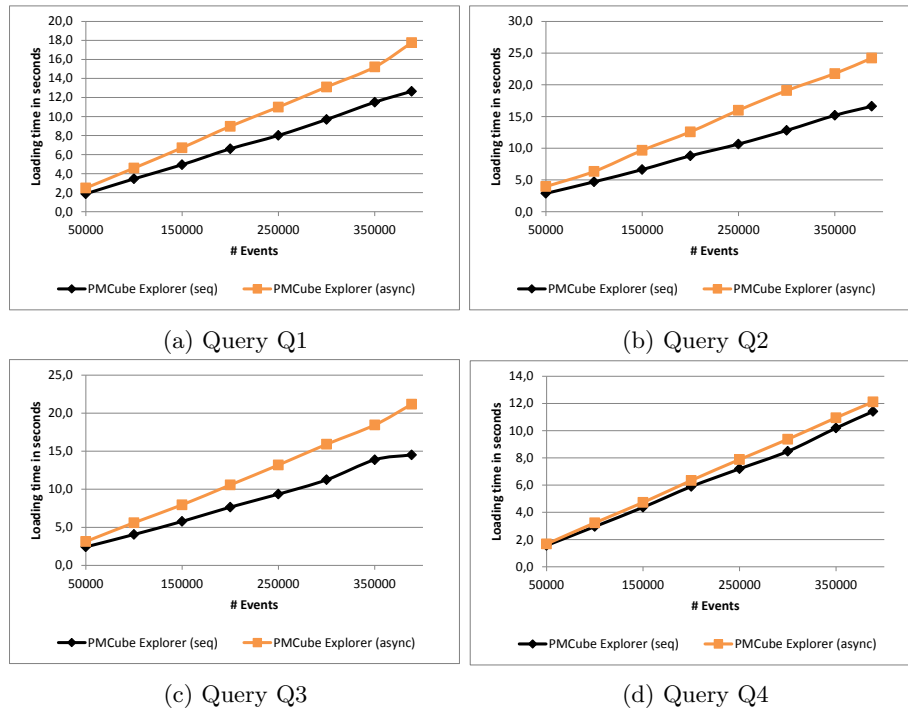 20,0
18,0
16,0
14,0
12,0
10,0
8,0
6,0
4,0
2,0
0,0
Loading time in seconds
50000 150000 250000 350000
# Events
PMCube Explorer (seq) PMCube Explorer (async)
(a) Query Q1
30,0
25,0
20,0
15,0
10,0
5,0
0,0
Loading time in seconds
50000 150000 250000 350000
# Events
PMCube Explorer (seq) PMCube Explorer (async)
(b) Query Q2
25,0
20,0
15,0
10,0
5,0
0,0
Loading time in seconds
50000 150000 250000 350000
# Events
PMCube Explorer (seq) PMCube Explorer (async)
(c) Query Q3
14,0
12,0
10,0
8,0
6,0
4,0
2,0
0,0
Loading time in seconds
50000 150000 250000 350000
# Events
PMCube Explorer (seq) PMCube Explorer (async)
(d) Query Q4